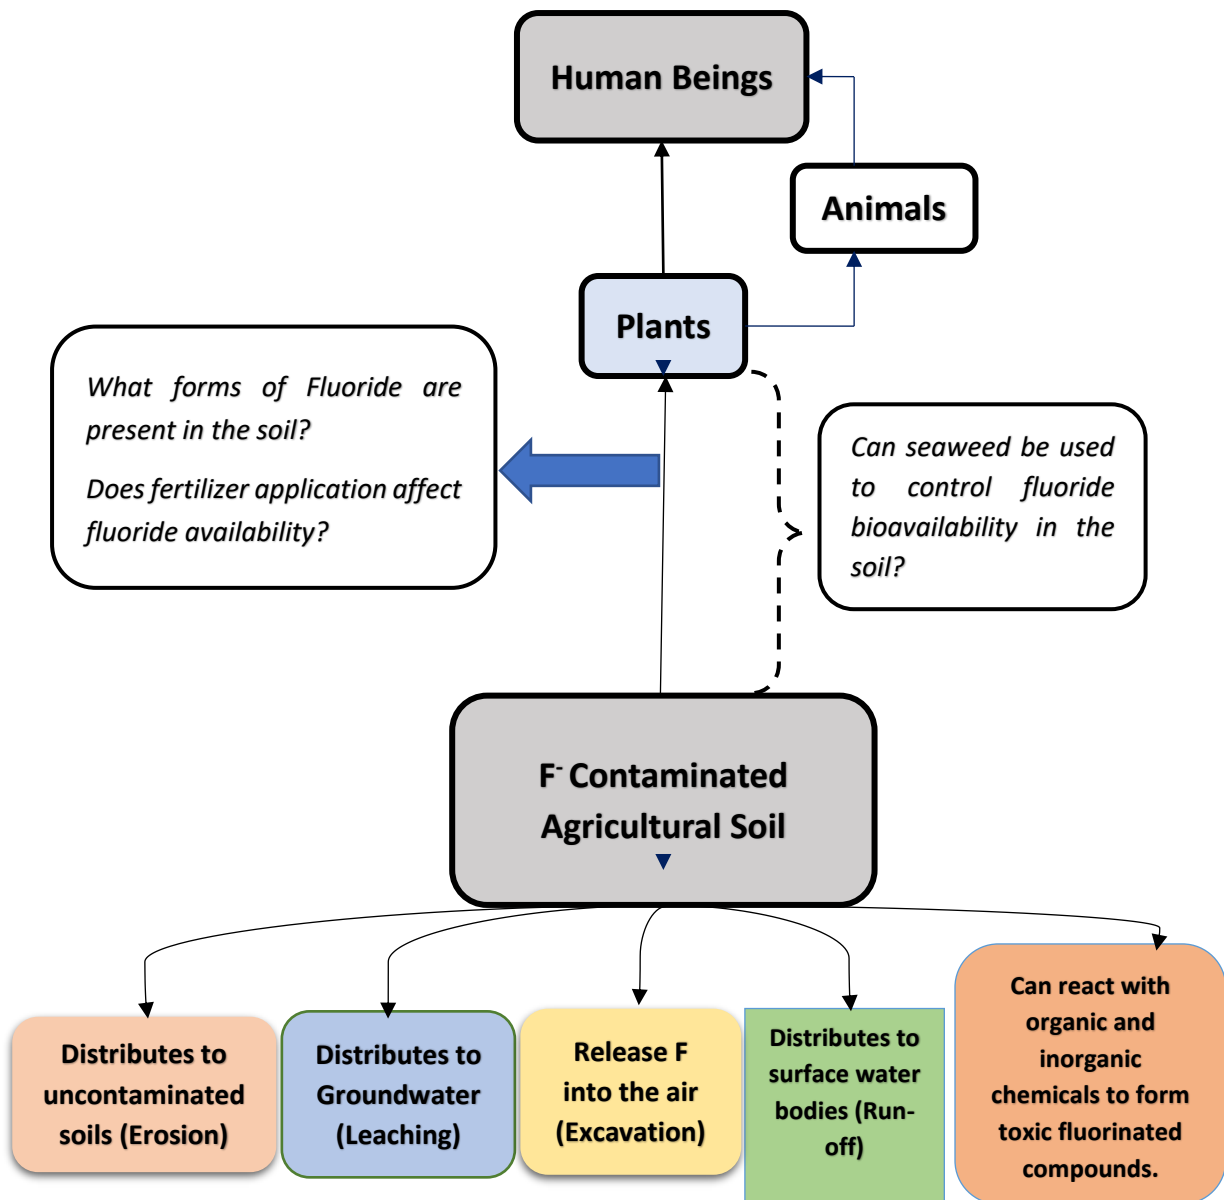 Human Beings
Animals
Plants
What forms of Fluoride are
present in the soil?
Does fertilizer application affect
fluoride availability?
Can seaweed be used
to control fluoride
bioavailability in the
soil?
F⁻ Contaminated
Agricultural Soil
Distributes to
uncontaminated
soils (Erosion)
Distributes to
Groundwater
(Leaching)
Release F
into the air
(Excavation)
Distributes to
surface water
bodies (Run-
off)
Can react with
organic and
inorganic
chemicals to form
toxic fluorinated
compounds.